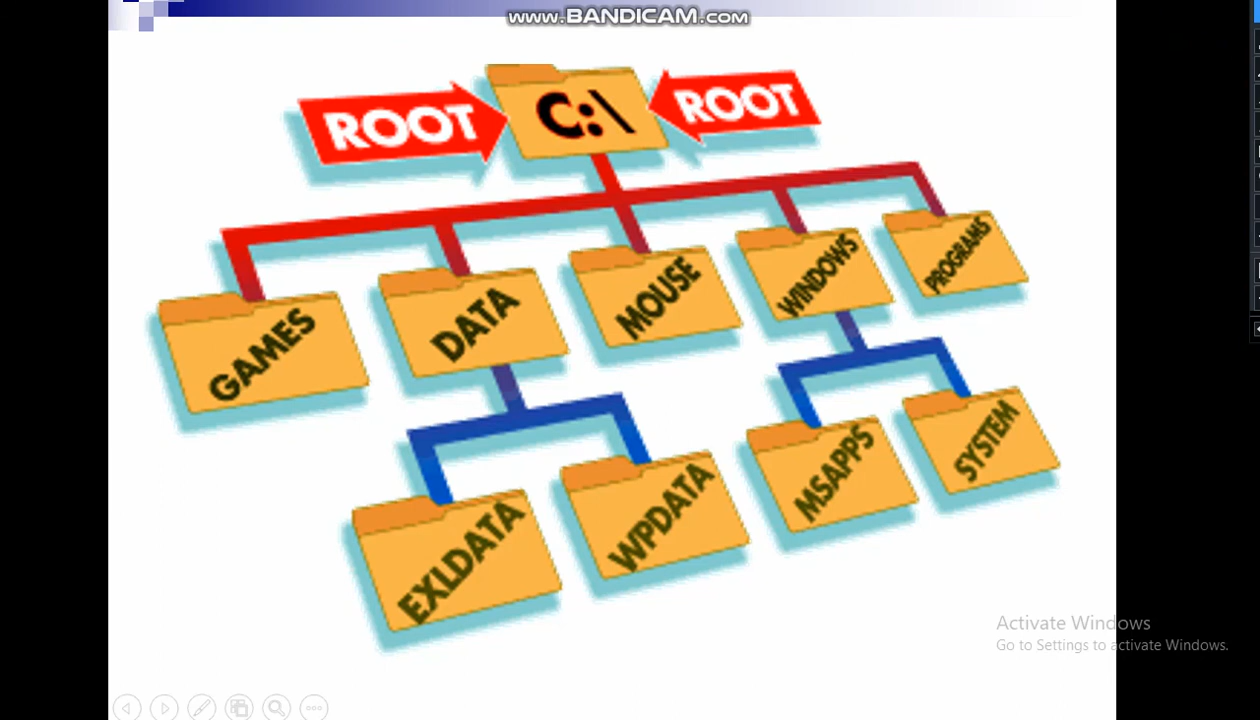 www.BANDICAM.com
ROOT
C:\
ROOT
GAMES
DATA
MOUSE
WINDOWS
PROGRAMS
EXLDATA
WPDATA
MSAPPS
SYSTEM
Activate Windows
Go to Settings to activate Windows.